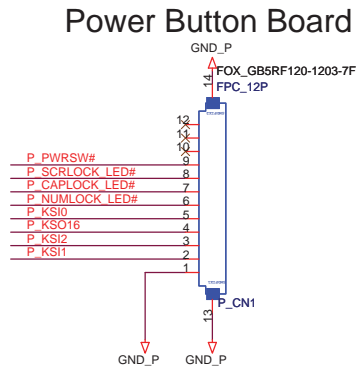 Power Button Board
GND_P
14
FOX_GB5RF120-1203-7F
FPC_12P
12
11
10
P_PWRSW# 9
P_SCRLOCK_LED# 8
P_CAPLOCK_LED# 7
P_NUMLOCK_LED# 6
P_KSI0 5
P_KSO16 4
P_KSI2 3
P_KSI1 2
1
P_CN1
13
GND_P GND_P